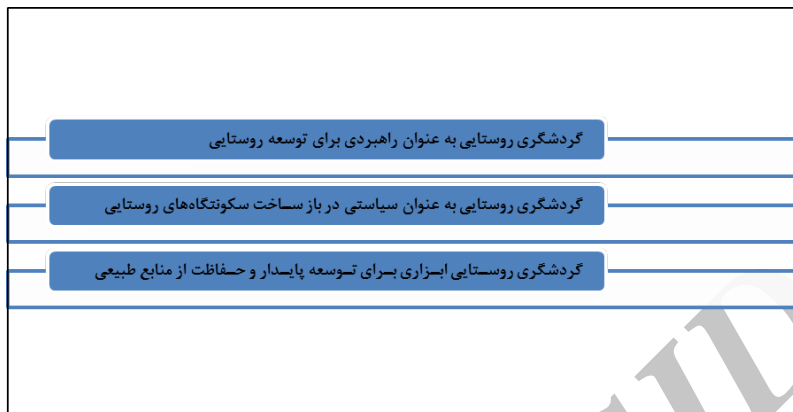 گردشگری روستایی به عنوان راهبردی برای توسعه روستایی
گردشگری روستایی به عنوان سیاستی در باز ساخت سکونتگاه‌های روستایی
گردشگری روستایی ابزاری برای توسعه پایدار و حفاظت از منابع طبیعی